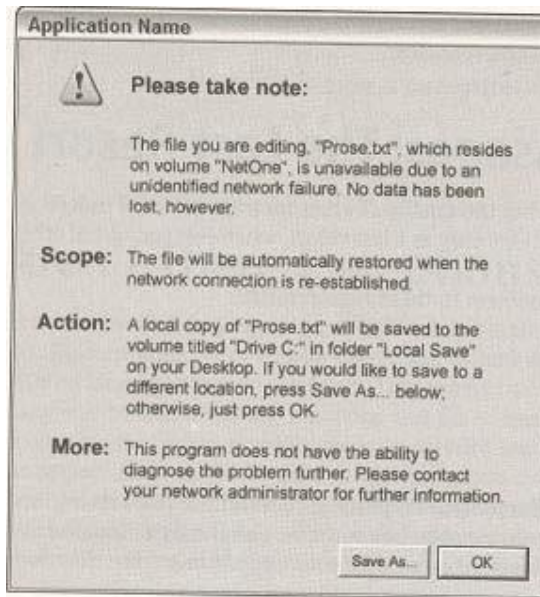 Application Name
Please take note:
The file you are editing, "Prose.txt", which resides
on volume "NetOne", is unavailable due to an
unidentified network failure. No data has been
lost, however.
Scope: The file will be automatically restored when the
network connection is re-established.
Action: A local copy of "Prose.txt" will be saved to the
volume titled "Drive C:" in folder "Local Save"
on your Desktop. If you would like to save to a
different location, press Save As... below;
otherwise, just press OK.
More: This program does not have the ability to
diagnose the problem further. Please contact
your network administrator for further information.
Save As... OK